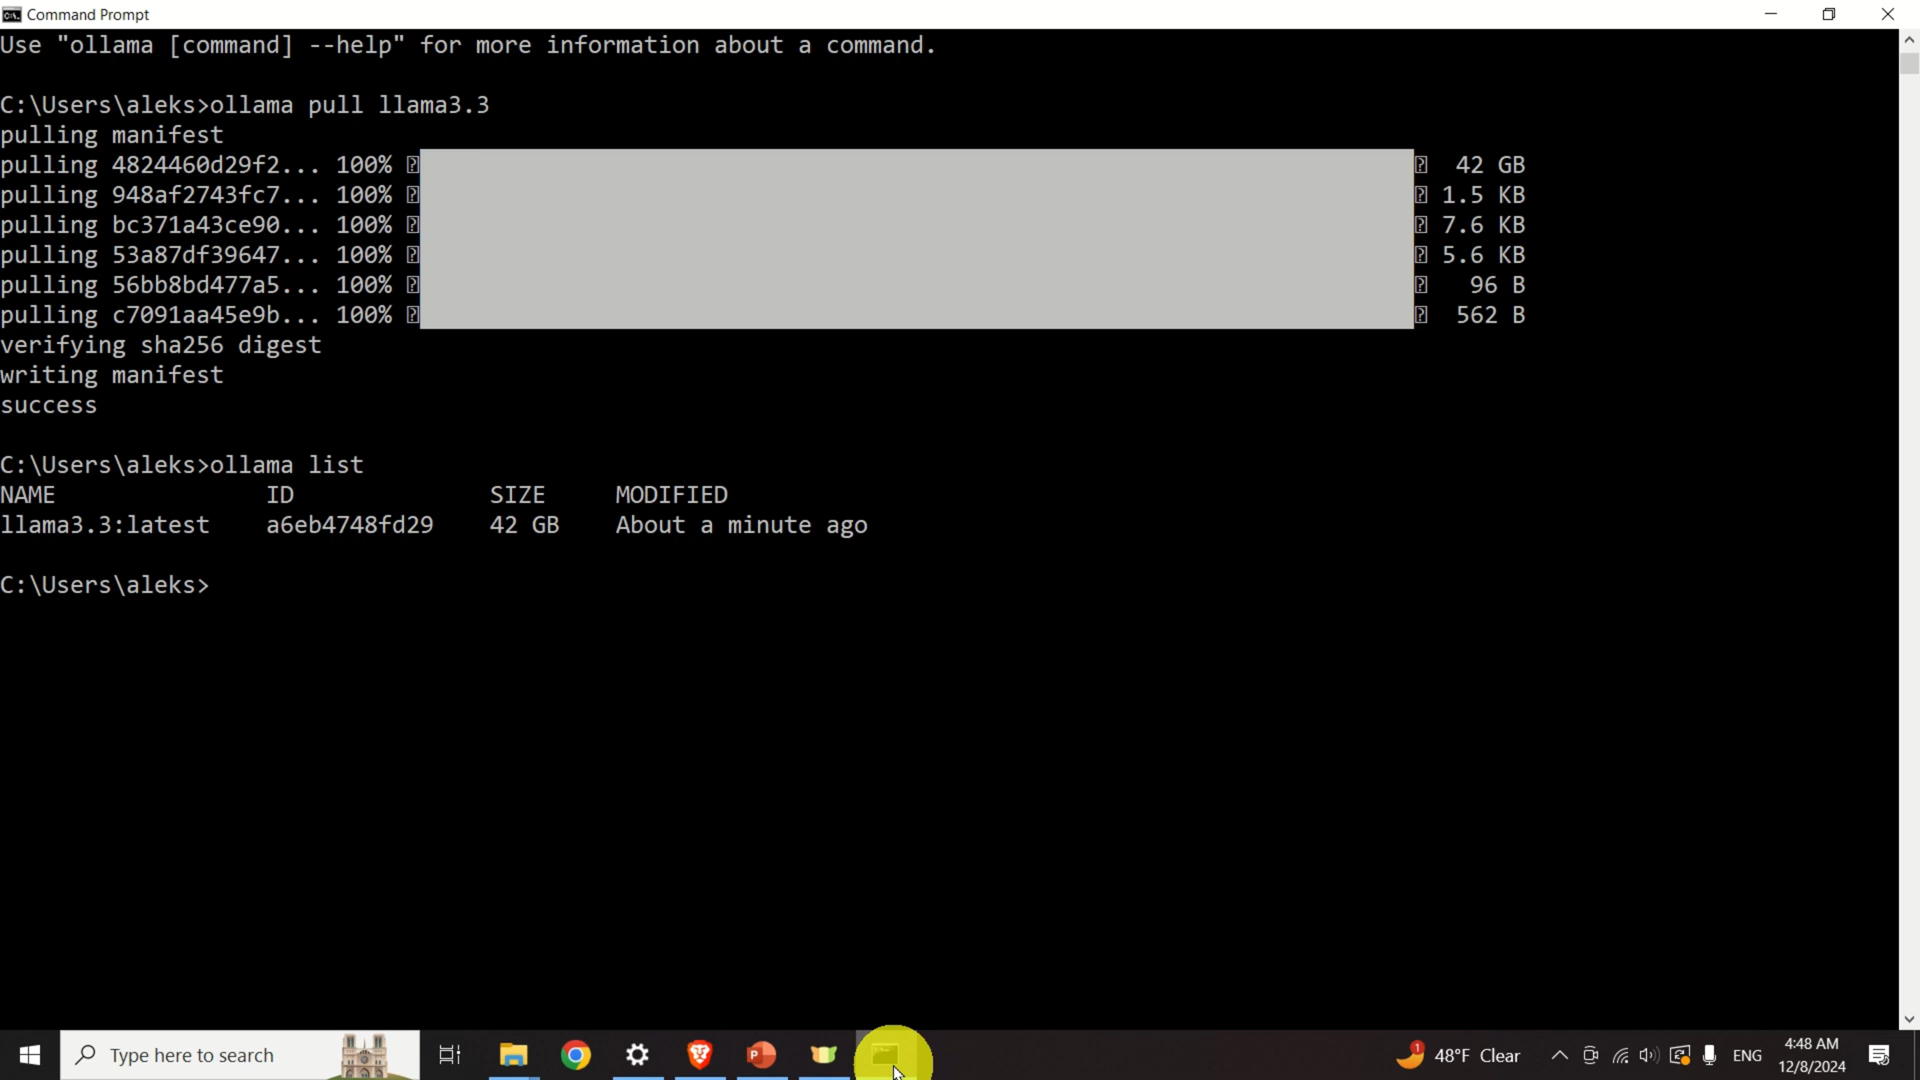 Command Prompt
Use "ollama [command] --help" for more information about a command.
C:\Users\aleks>ollama pull llama3.3
pulling manifest
pulling 4824460d29f2... 100% 42 GB
pulling 948af2743fc7... 100% 1.5 KB
pulling bc371a43ce90... 100% 7.6 KB
pulling 53a87df39647... 100% 5.6 KB
pulling 56bb8bd477a5... 100% 96 B
pulling c7091aa45e9b... 100% 562 B
verifying sha256 digest
writing manifest
success
C:\Users\aleks>ollama list
NAME ID SIZE MODIFIED
llama3.3:latest a6eb4748fd29 42 GB About a minute ago
C:\Users\aleks>
Type here to search
1
48°F Clear
ENG
4:48 AM
12/8/2024